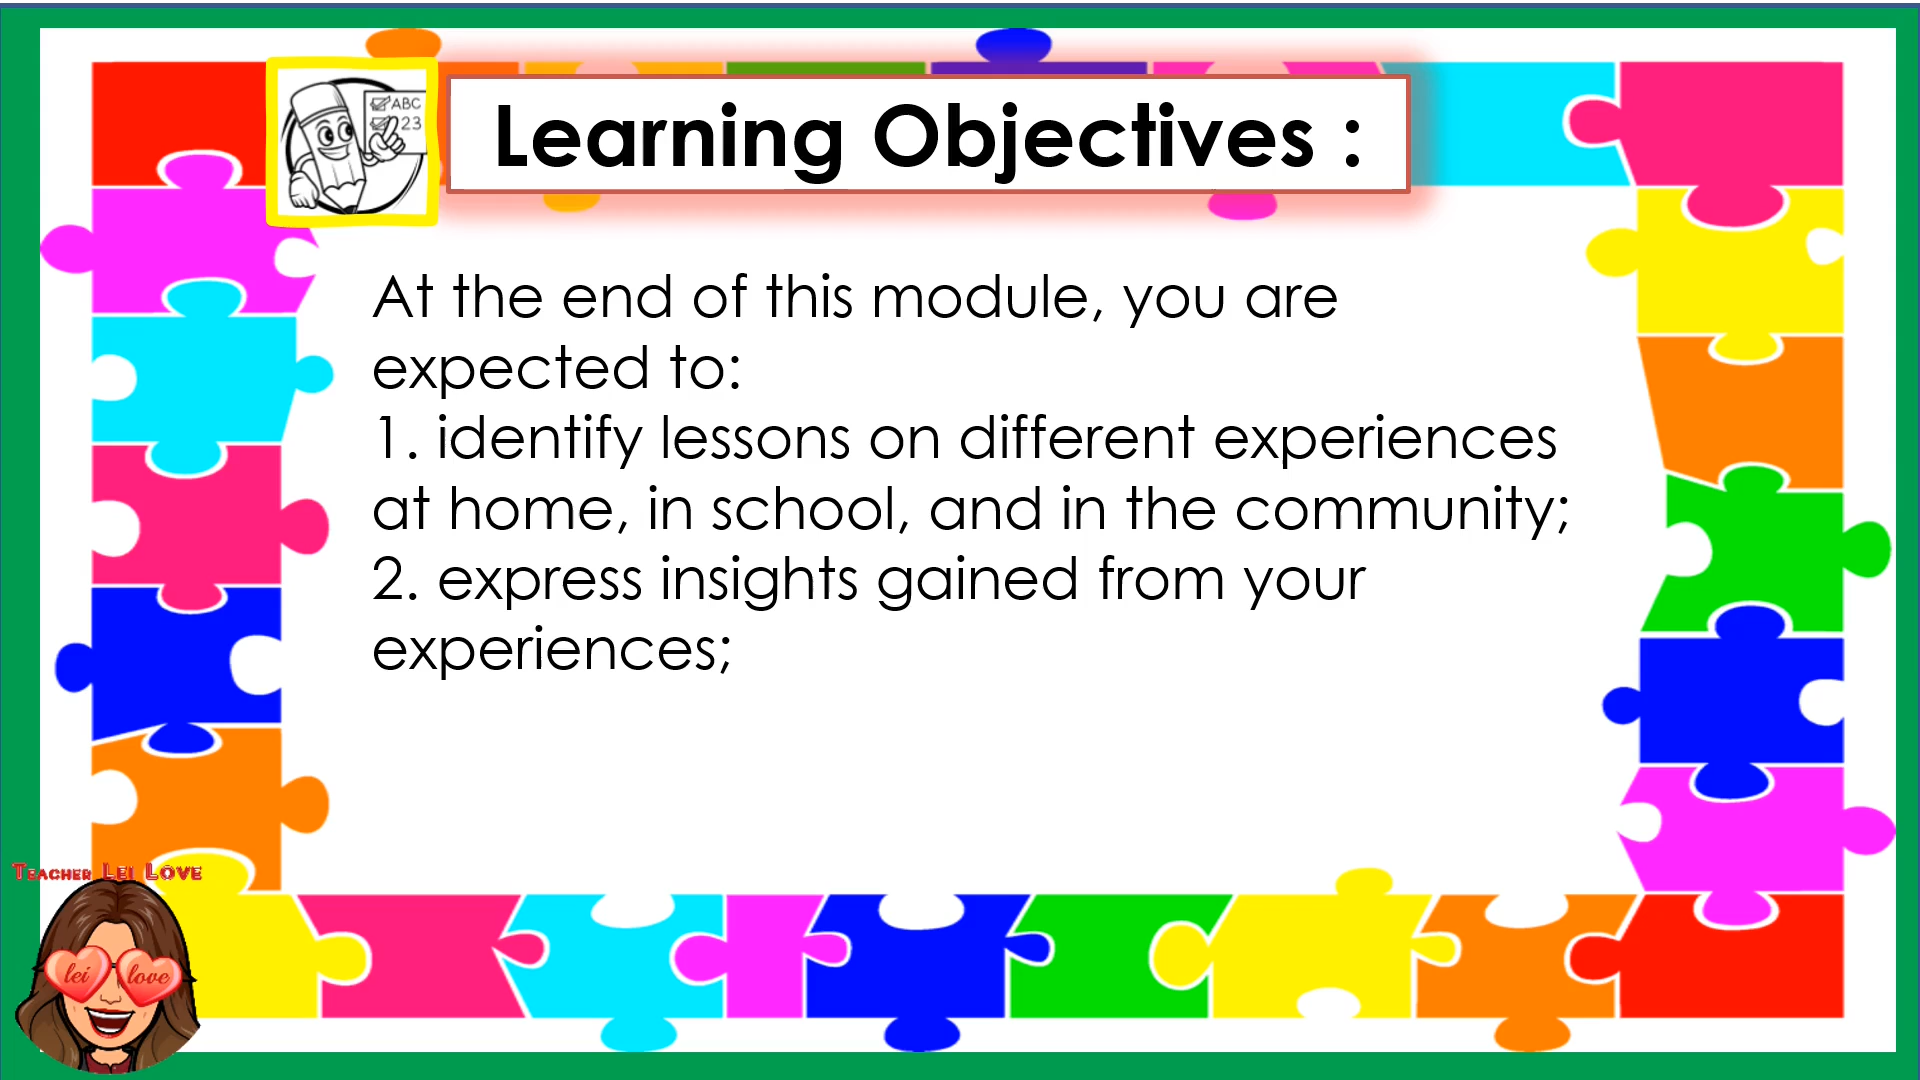 ABC
123
Learning Objectives :
At the end of this module, you are
expected to:
1. identify lessons on different experiences
at home, in school, and in the community;
2. express insights gained from your
experiences;
TEACHER LEI LOVE
lei love